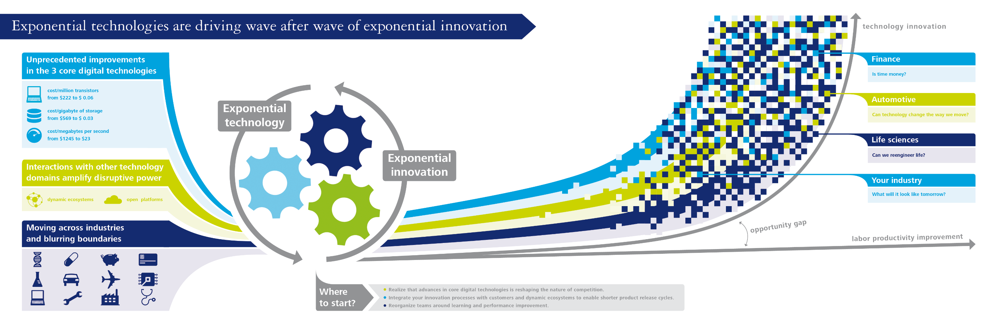 Exponential technologies are driving wave after wave of exponential innovation
Unprecedented improvements
in the 3 core digital technologies
cost/million transistors
from $222 to $ 0.06
cost/gigabyte of storage
from $569 to $ 0.03
cost/megabytes per second
from $1245 to $23
Interactions with other technology
domains amplify disruptive power
dynamic ecosystems
open platforms
Moving across industries
and blurring boundaries
Exponential
technology
Exponential
innovation
Where
to start?
Realize that advances in core digital technologies is reshaping the nature of competition.
Integrate your innovation processes with customers and dynamic ecosystems to enable shorter product release cycles.
Reorganize teams around learning and performance improvement.
technology innovation
Finance
Is time money?
Automotive
Can technology change the way we move?
Life sciences
Can we reengineer life?
Your industry
What will it look like tomorrow?
opportunity gap
labor productivity improvement